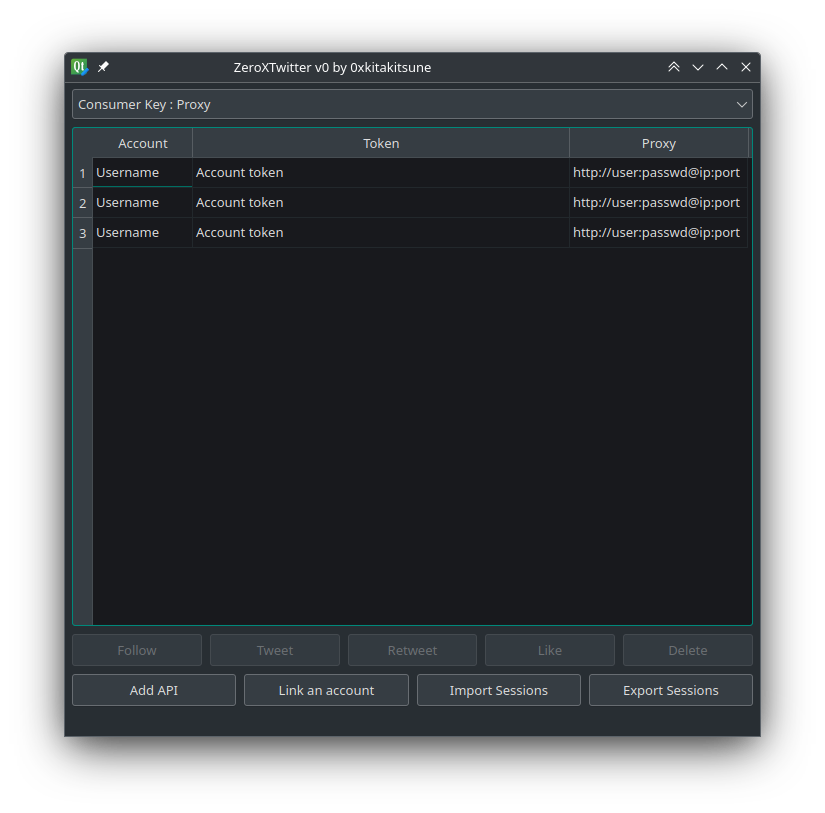 Qt ZeroXTwitter v0 by 0xkitakitsune
Consumer Key : Proxy
Account Token Proxy
1 Username Account token http://user:passwd@ip:port
2 Username Account token http://user:passwd@ip:port
3 Username Account token http://user:passwd@ip:port
Follow Tweet Retweet Like Delete
Add API Link an account Import Sessions Export Sessions